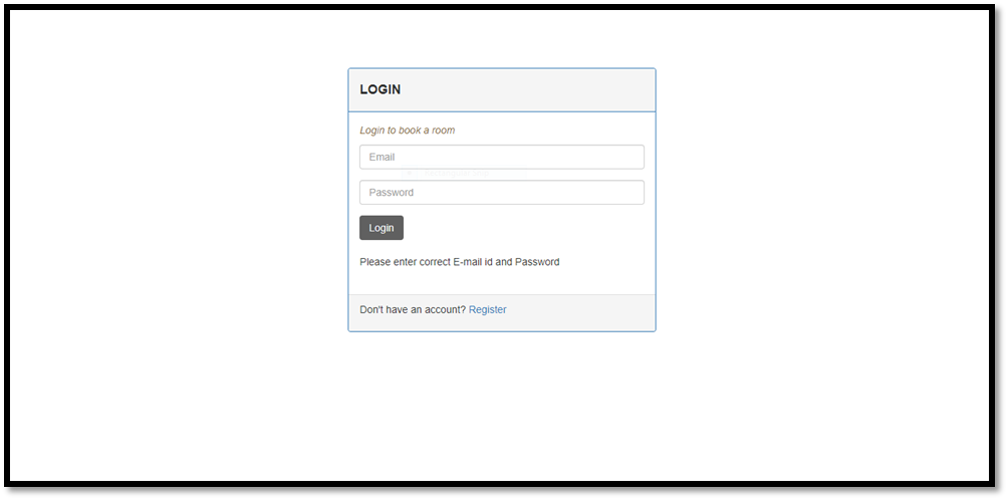 LOGIN
Login to book a room
Email
Password
Login
Please enter correct E-mail id and Password
Don't have an account? Register